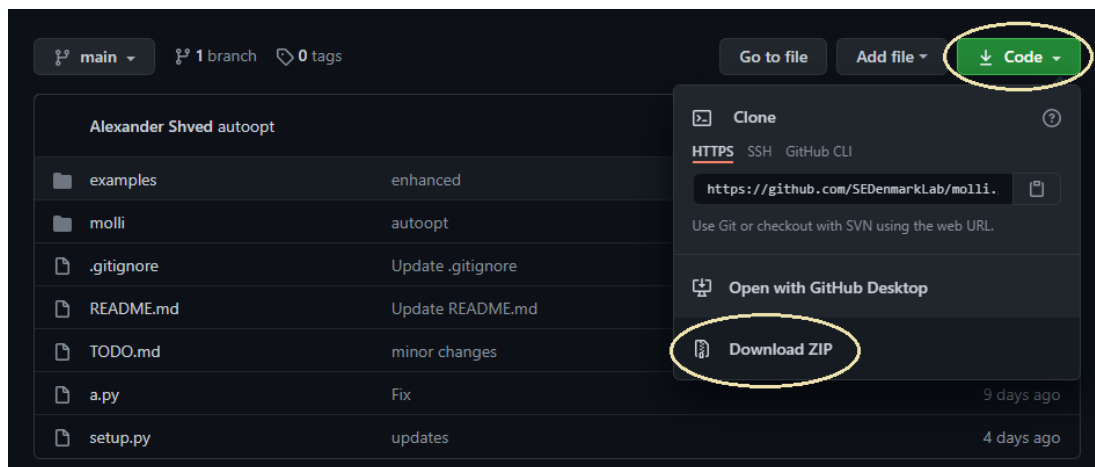 main 1 branch 0 tags Go to file Add file Code
Alexander Shved autoopt
Clone
HTTPS SSH GitHub CLI
https://github.com/SEDenmarkLab/molli.
Use Git or checkout with SVN using the web URL.
Open with GitHub Desktop
Download ZIP
examples enhanced
molli autoopt
.gitignore Update .gitignore
README.md Update README.md
TODO.md minor changes
a.py Fix 9 days ago
setup.py updates 4 days ago